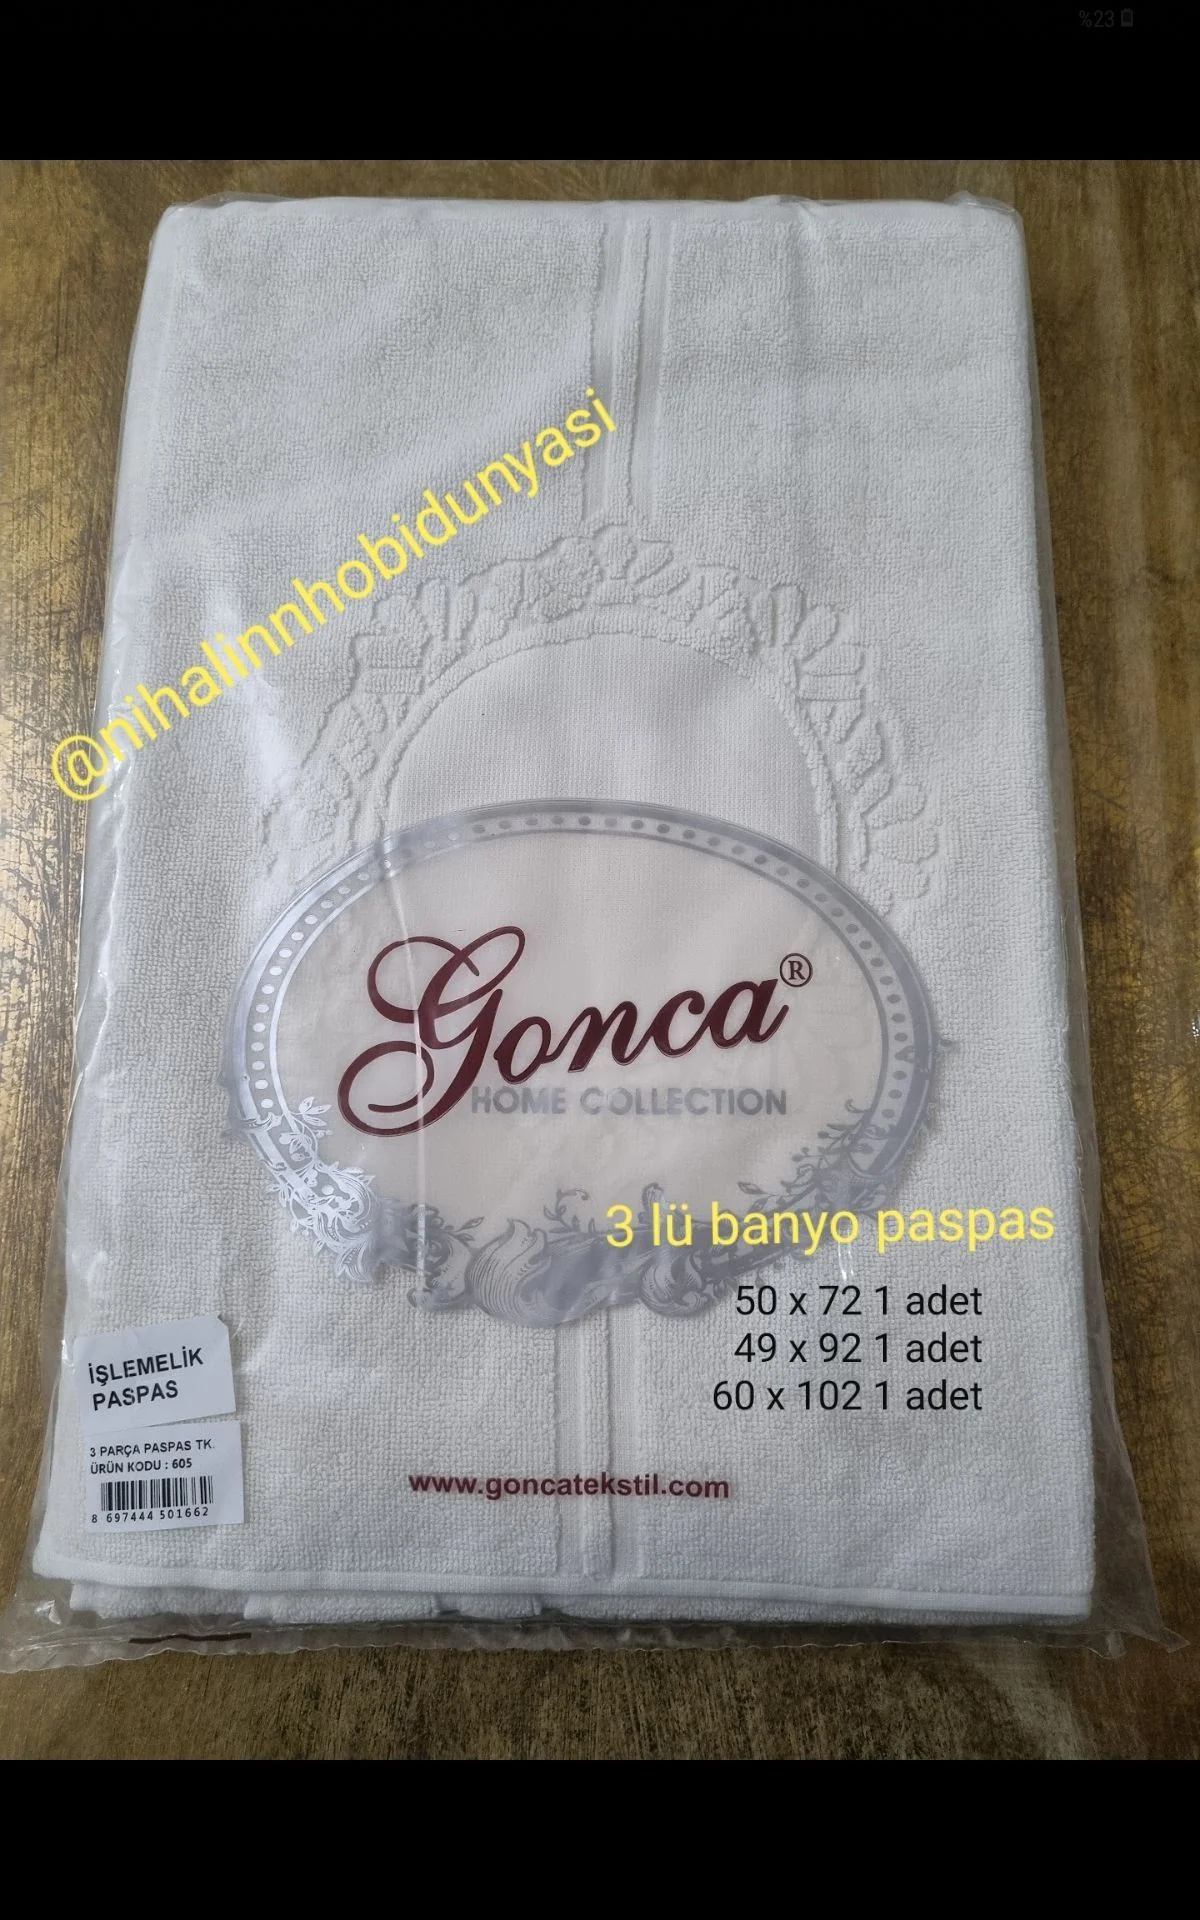 %23
@nihalinnhobidunyasi
Gonca®
HOME COLLECTION
3 lü banyo paspas
50 x 72 1 adet
49 x 92 1 adet
60 x 102 1 adet
İŞLEMELİK
PASPAS
3 PARÇA PASPAS TK.
ÜRÜN KODU : 605
8 697444 501662
www.goncatekstil.com